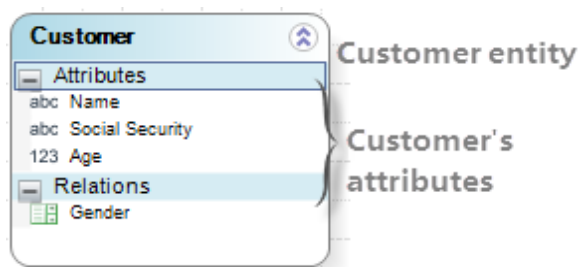 Customer
Customer entity
Attributes
abc Name
abc Social Security
123 Age
Customer's
attributes
Relations
Gender